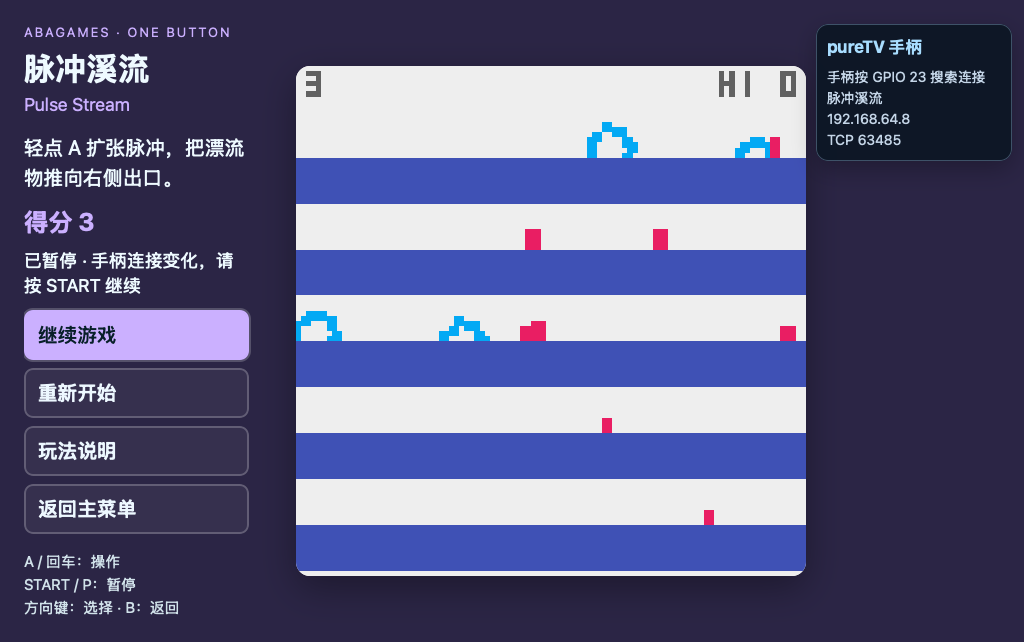 ABAGAMES · ONE BUTTON
脉冲溪流
Pulse Stream
轻点 A 扩张脉冲，把漂流
物推向右侧出口。
得分 3
已暂停 · 手柄连接变化，请
按 START 继续
继续游戏
重新开始
玩法说明
返回主菜单
A / 回车：操作
START / P：暂停
方向键：选择 · B：返回
3
HI 0
pureTV 手柄
手柄按 GPIO 23 搜索连接
脉冲溪流
192.168.64.8
TCP 63485